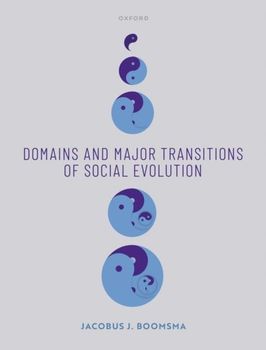 OXFORD
DOMAINS AND MAJOR TRANSITIONS
OF SOCIAL EVOLUTION
JACOBUS J. BOOMSMA